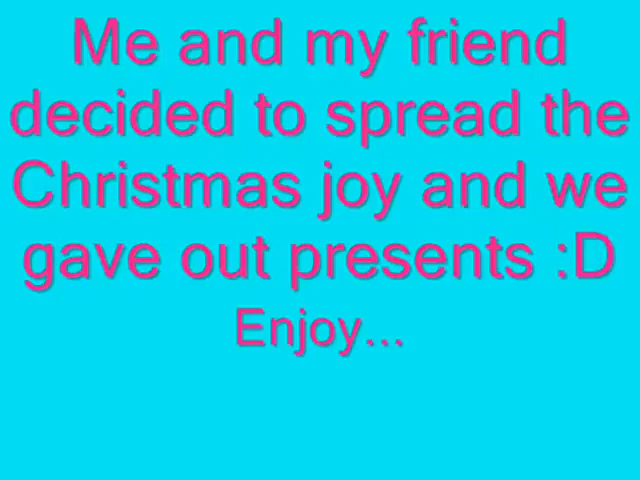 Me and my friend
decided to spread the
Christmas joy and we
gave out presents :D
Enjoy...